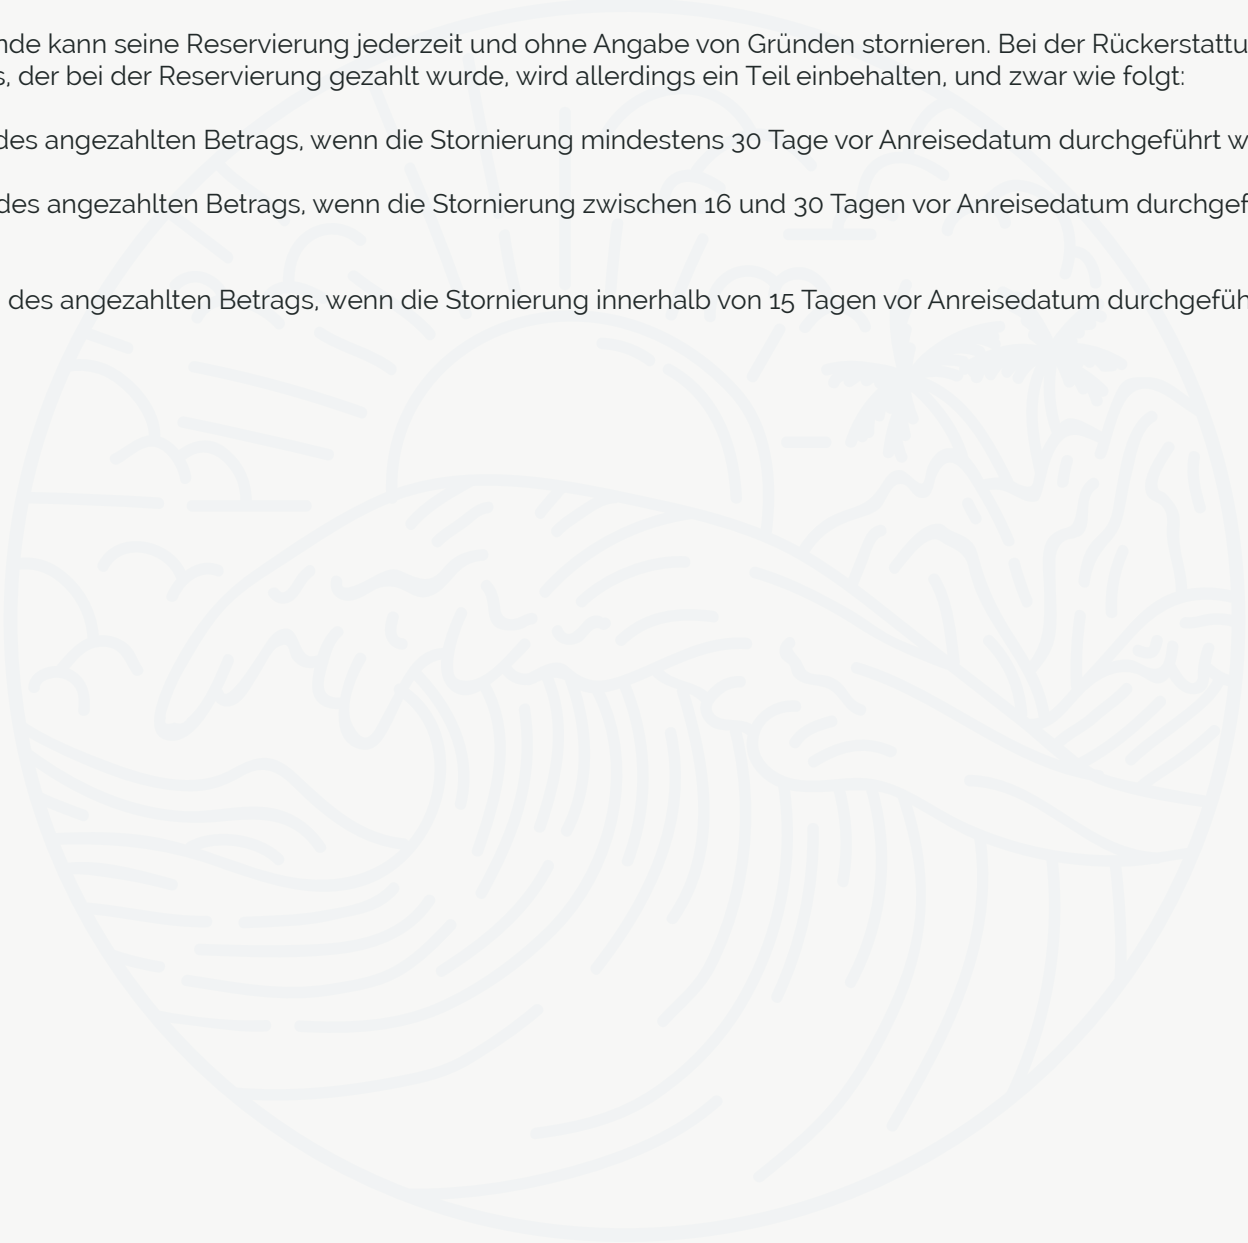 nde kann seine Reservierung jederzeit und ohne Angabe von Gründen stornieren. Bei der Rückerstattu
s, der bei der Reservierung gezahlt wurde, wird allerdings ein Teil einbehalten, und zwar wie folgt:
des angezahlten Betrags, wenn die Stornierung mindestens 30 Tage vor Anreisedatum durchgeführt w
des angezahlten Betrags, wenn die Stornierung zwischen 16 und 30 Tagen vor Anreisedatum durchgef
des angezahlten Betrags, wenn die Stornierung innerhalb von 15 Tagen vor Anreisedatum durchgefüh